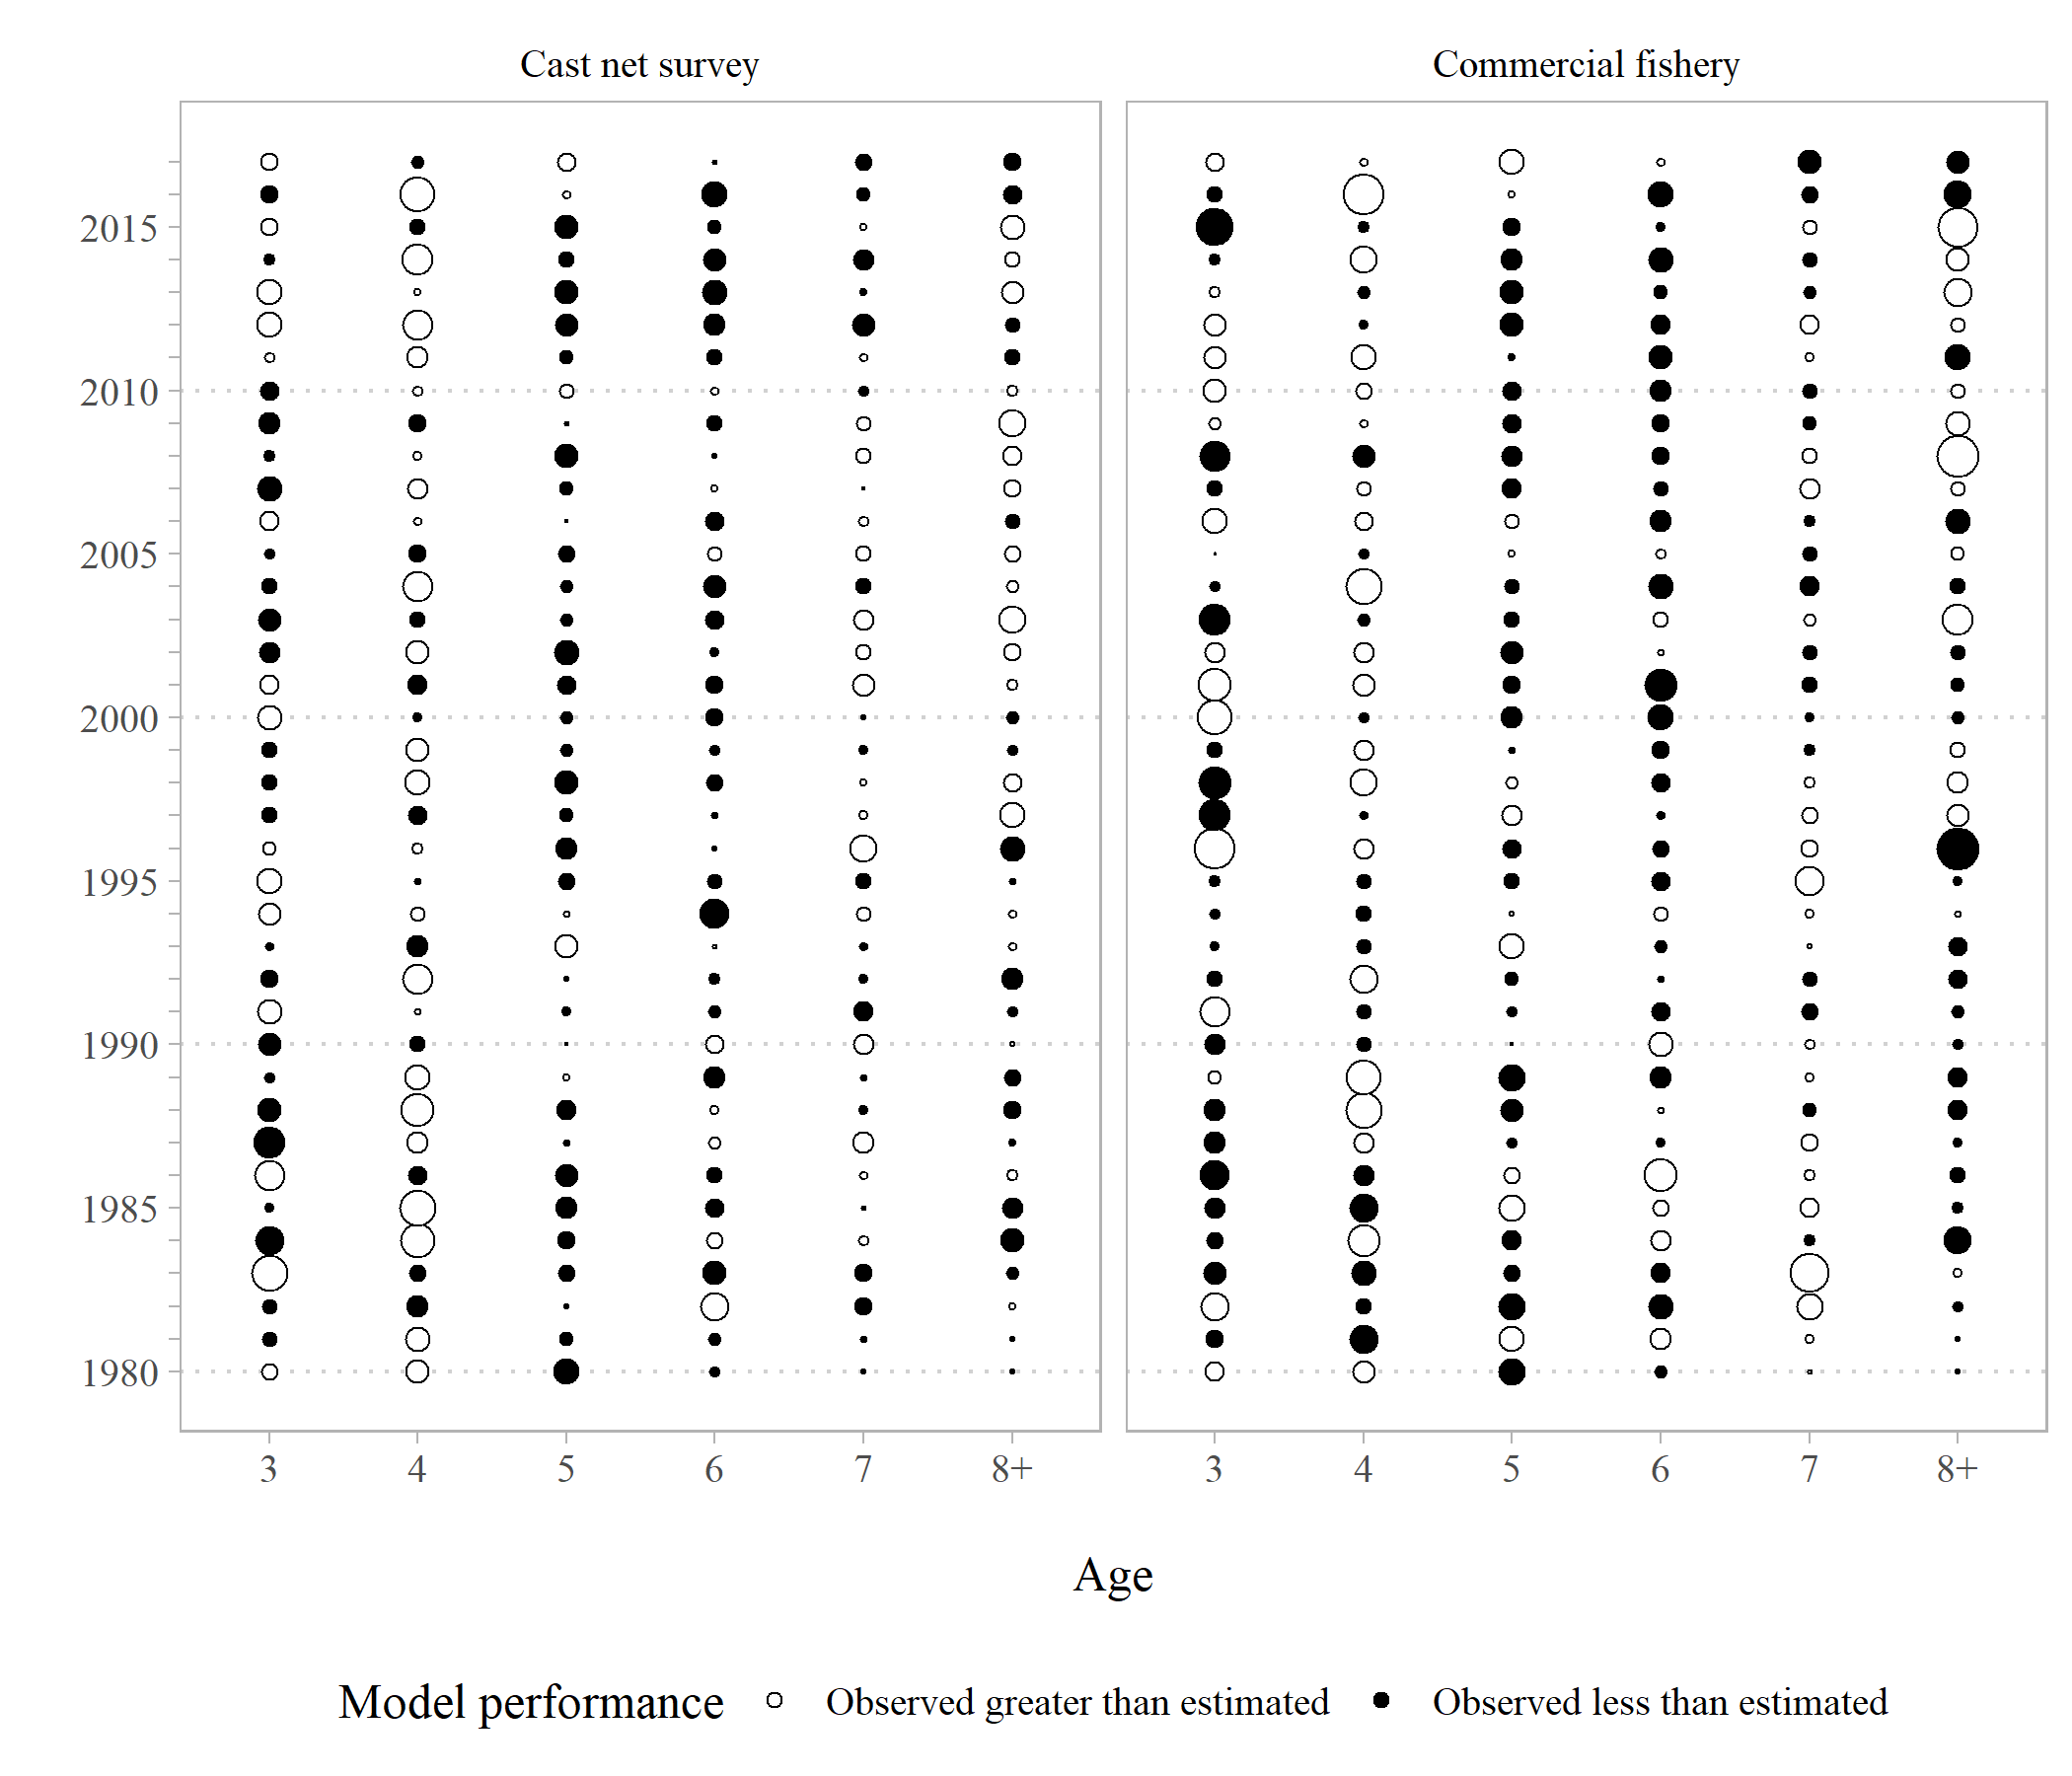 Cast net survey Commercial fishery
2015
2010
2005
2000
1995
1990
1985
1980
3 4 5 6 7 8+ 3 4 5 6 7 8+
Age
Model performance Observed greater than estimated Observed less than estimated